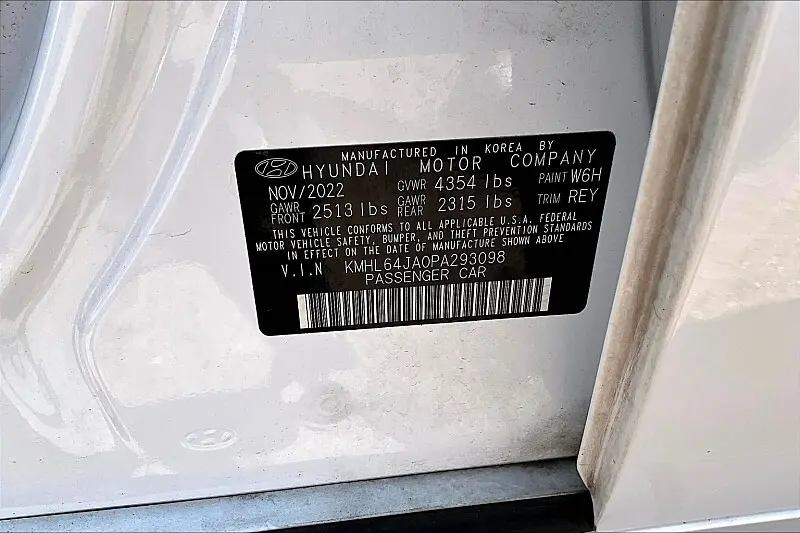 MANUFACTURED IN KOREA BY
HYUNDAI MOTOR COMPANY
NOV/2022 GVWR 4354 lbs PAINT W6H
GAWR FRONT 2513 lbs GAWR REAR 2315 lbs TRIM REY
THIS VEHICLE CONFORMS TO ALL APPLICABLE U.S.A. FEDERAL
MOTOR VEHICLE SAFETY, BUMPER, AND THEFT PREVENTION STANDARDS
IN EFFECT ON THE DATE OF MANUFACTURE SHOWN ABOVE
V.I.N KMHL64JA0PA293098
PASSENGER CAR